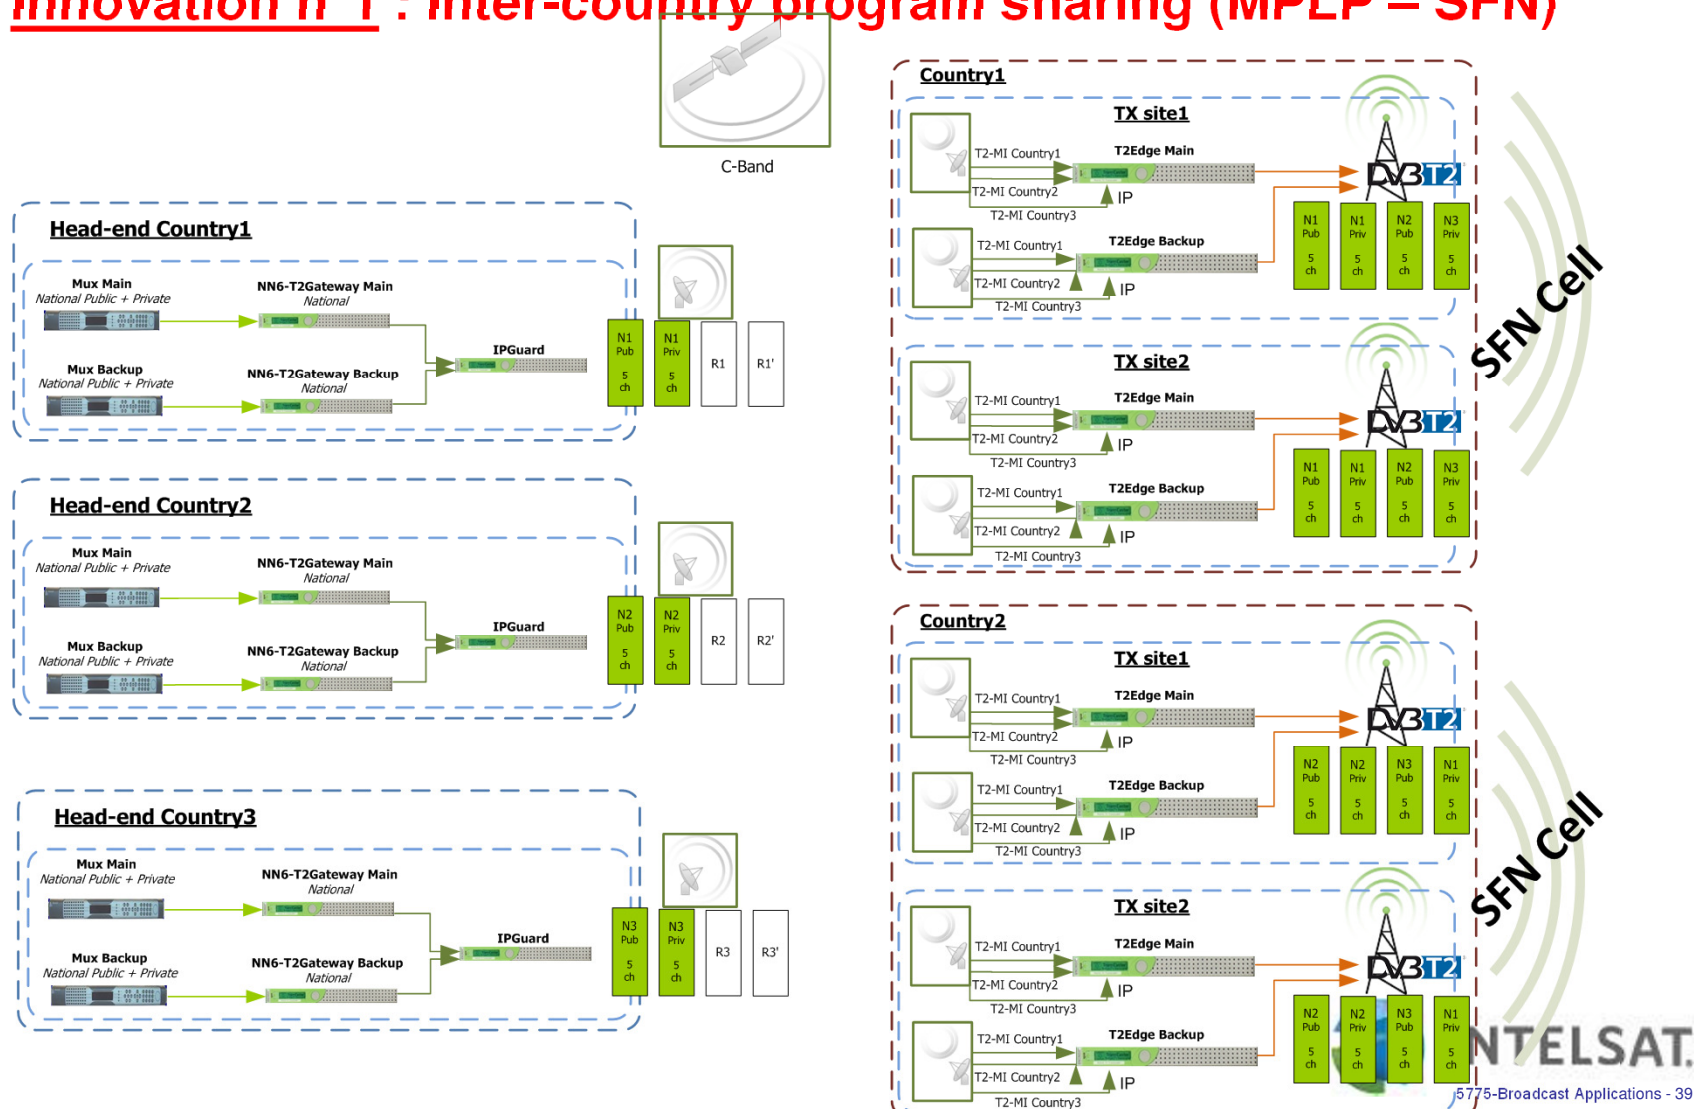 Innovation n°1 : Inter-country program sharing (MPLP – SFN)
C-Band
Head-end Country1
Mux Main
National Public + Private
NN6-T2Gateway Main
National
IPGuard
Mux Backup
National Public + Private
NN6-T2Gateway Backup
National
N1
Pub
5
ch
N1
Priv
5
ch
R1
R1'
Head-end Country2
Mux Main
National Public + Private
NN6-T2Gateway Main
National
IPGuard
Mux Backup
National Public + Private
NN6-T2Gateway Backup
National
N2
Pub
5
ch
N2
Priv
5
ch
R2
R2'
Head-end Country3
Mux Main
National Public + Private
NN6-T2Gateway Main
National
IPGuard
Mux Backup
National Public + Private
NN6-T2Gateway Backup
National
N3
Pub
5
ch
N3
Priv
5
ch
R3
R3'
Country1
TX site1
T2-MI Country1
T2Edge Main
T2-MI Country2
IP
T2-MI Country3
T2-MI Country1
T2Edge Backup
T2-MI Country2
IP
T2-MI Country3
DVB T2
N1
Pub
5
ch
N1
Priv
5
ch
N2
Pub
5
ch
N3
Priv
5
ch
TX site2
T2-MI Country1
T2Edge Main
T2-MI Country2
IP
T2-MI Country3
T2-MI Country1
T2Edge Backup
T2-MI Country2
IP
T2-MI Country3
DVB T2
N1
Pub
5
ch
N1
Priv
5
ch
N2
Pub
5
ch
N3
Priv
5
ch
SFN Cell
Country2
TX site1
T2-MI Country1
T2Edge Main
T2-MI Country2
IP
T2-MI Country3
T2-MI Country1
T2Edge Backup
T2-MI Country2
IP
T2-MI Country3
DVB T2
N2
Pub
5
ch
N2
Priv
5
ch
N3
Pub
5
ch
N1
Priv
5
ch
TX site2
T2-MI Country1
T2Edge Main
T2-MI Country2
IP
T2-MI Country3
T2-MI Country1
T2Edge Backup
T2-MI Country2
IP
T2-MI Country3
DVB T2
N2
Pub
5
ch
N2
Priv
5
ch
N3
Pub
5
ch
N1
Priv
5
ch
SFN Cell
INTELSAT.
5775-Broadcast Applications - 39